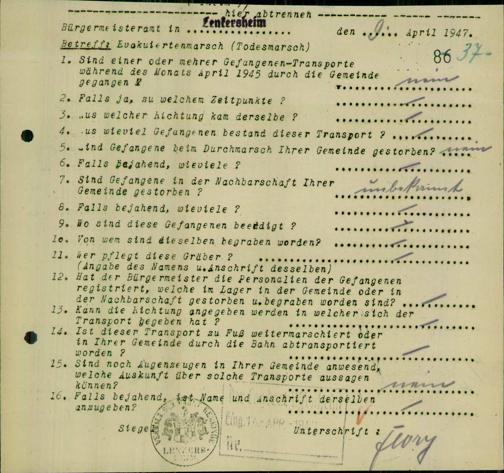 hier abtrennen
Bürgermeisteramt in Lenkersheim den 9. April 1947.
86 37.
Betreff: Evakuiertenmarsch (Todesmarsch)
1. Sind einer oder mehrer Gefangenen-Transporte
während des Monats April 1945 durch die Gemeinde
gegangen ? nein
2. Falls ja, zu welchem Zeitpunkte ? /
3. Aus welcher Richtung kam derselbe ? /
4. Aus wieviel Gefangenen bestand dieser Transport ? /
5. Sind Gefangene beim Durchmarsch Ihrer Gemeinde gestorben? nein
6. Falls bejahend, wieviele ? /
7. Sind Gefangene in der Nachbarschaft Ihrer
Gemeinde gestorben ? unbekannt
8. Falls bejahend, wieviele ? /
9. Wo sind diese Gefangenen beerdigt ? /
10. Von wem sind dieselben begraben worden? /
11. Wer pflegt diese Grüber ? /
(Angabe des Namens u.Anschrift desselben)
12. Hat der Bürgermeister die Personlien der Gefangenen
registriert, welche im Lager in der Gemeinde oder in
der Nachbarschaft gestorben u.begraben worden sind? /
13. Kann die Richtung angegeben werden in welcher sich der
Transport begeben hat ? /
14. Ist dieser Transport zu Fuß weitermarschiert oder
in Ihrer Gemeinde durch die Bahn abtransportiert
worden ? /
15. Sind noch Augenzeugen in Ihrer Gemeinde anwesend,
welche Auskunft über solche Transporte aussagen
können? nein
16. Falls bejahend, ist Name und Anschrift derselben
anzugeben? /
Siegel Unterschrift :
LENKERS-
APR.